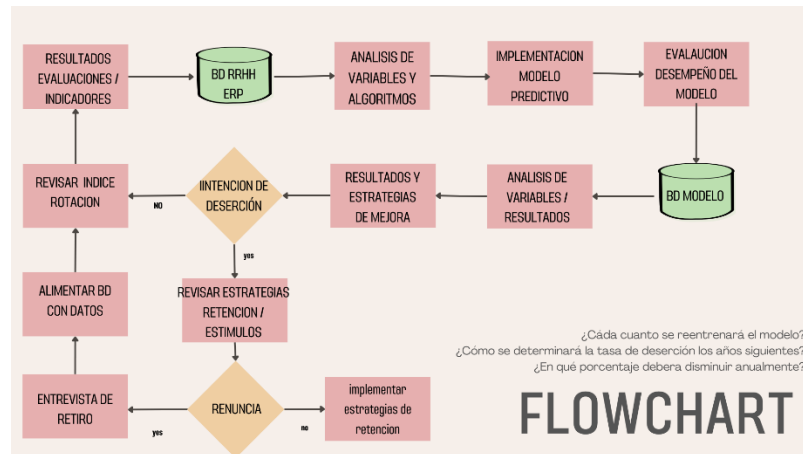 RESULTADOS
EVALUACIONES /
INDICADORES
BD RRHH
ERP
ANALISIS DE
VARIABLES Y
ALGORITMOS
IMPLEMENTACION
MODELO
PREDICTIVO
EVALAUCION
DESEMPEÑO DEL
MODELO
REVISAR INDICE
ROTACION
NO
IINTENCION DE
DESERCIÓN
RESULTADOS Y
ESTRATEGIAS
DE MEJORA
ANALISIS DE
VARIABLES /
RESULTADOS
BD MODELO
yes
ALIMENTAR BD
CON DATOS
REVISAR ESTRATEGIAS
RETENCION /
ESTIMULOS
¿Cáda cuanto se reentrenará el modelo?
¿Cómo se determinará la tasa de deserción los años siguientes?
¿En qué porcentaje debera disminuir anualmente?
ENTREVISTA DE
RETIRO
yes
RENUNCIA
no
implementar
estrategias de
retencion
FLOWCHART